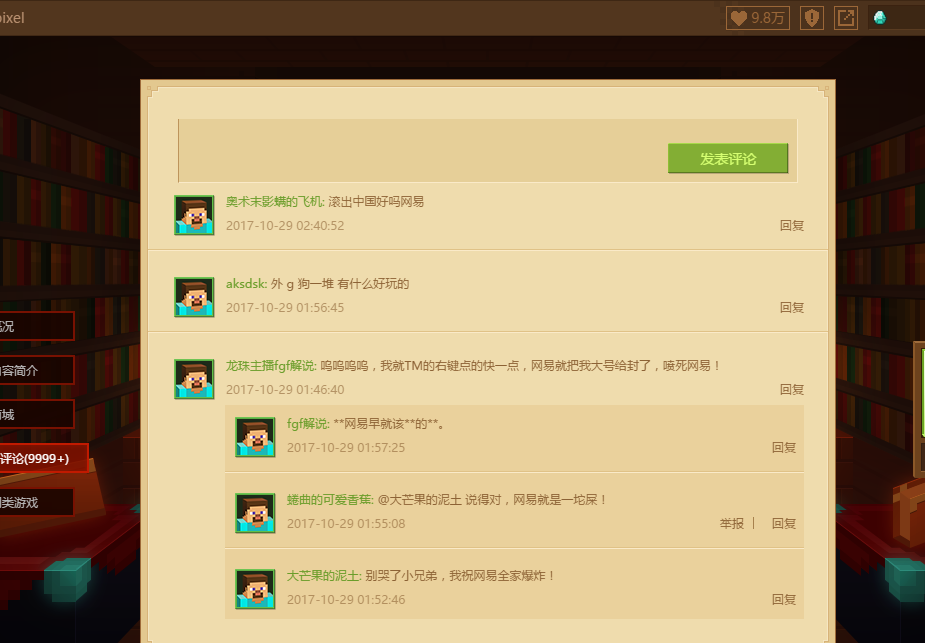 ixel
9.8万
发表评论
奥术末影螨的飞机: 滚出中国好吗网易
2017-10-29 02:40:52
回复
aksdsk: 外 g 狗一堆 有什么好玩的
2017-10-29 01:56:45
回复
龙珠主播fgf解说: 呜呜呜呜，我就TM的右键点的快一点，网易就把我大号给封了，喷死网易！
2017-10-29 01:46:40
回复
fgf解说: **网易早就该**的**。
2017-10-29 01:57:25
回复
蜷曲的可爱香蕉: @大芒果的泥土 说得对，网易就是一坨屎！
2017-10-29 01:55:08
举报 | 回复
大芒果的泥土: 别哭了小兄弟，我祝网易全家爆炸！
2017-10-29 01:52:46
回复
况
容简介
城
评论(9999+)
类游戏